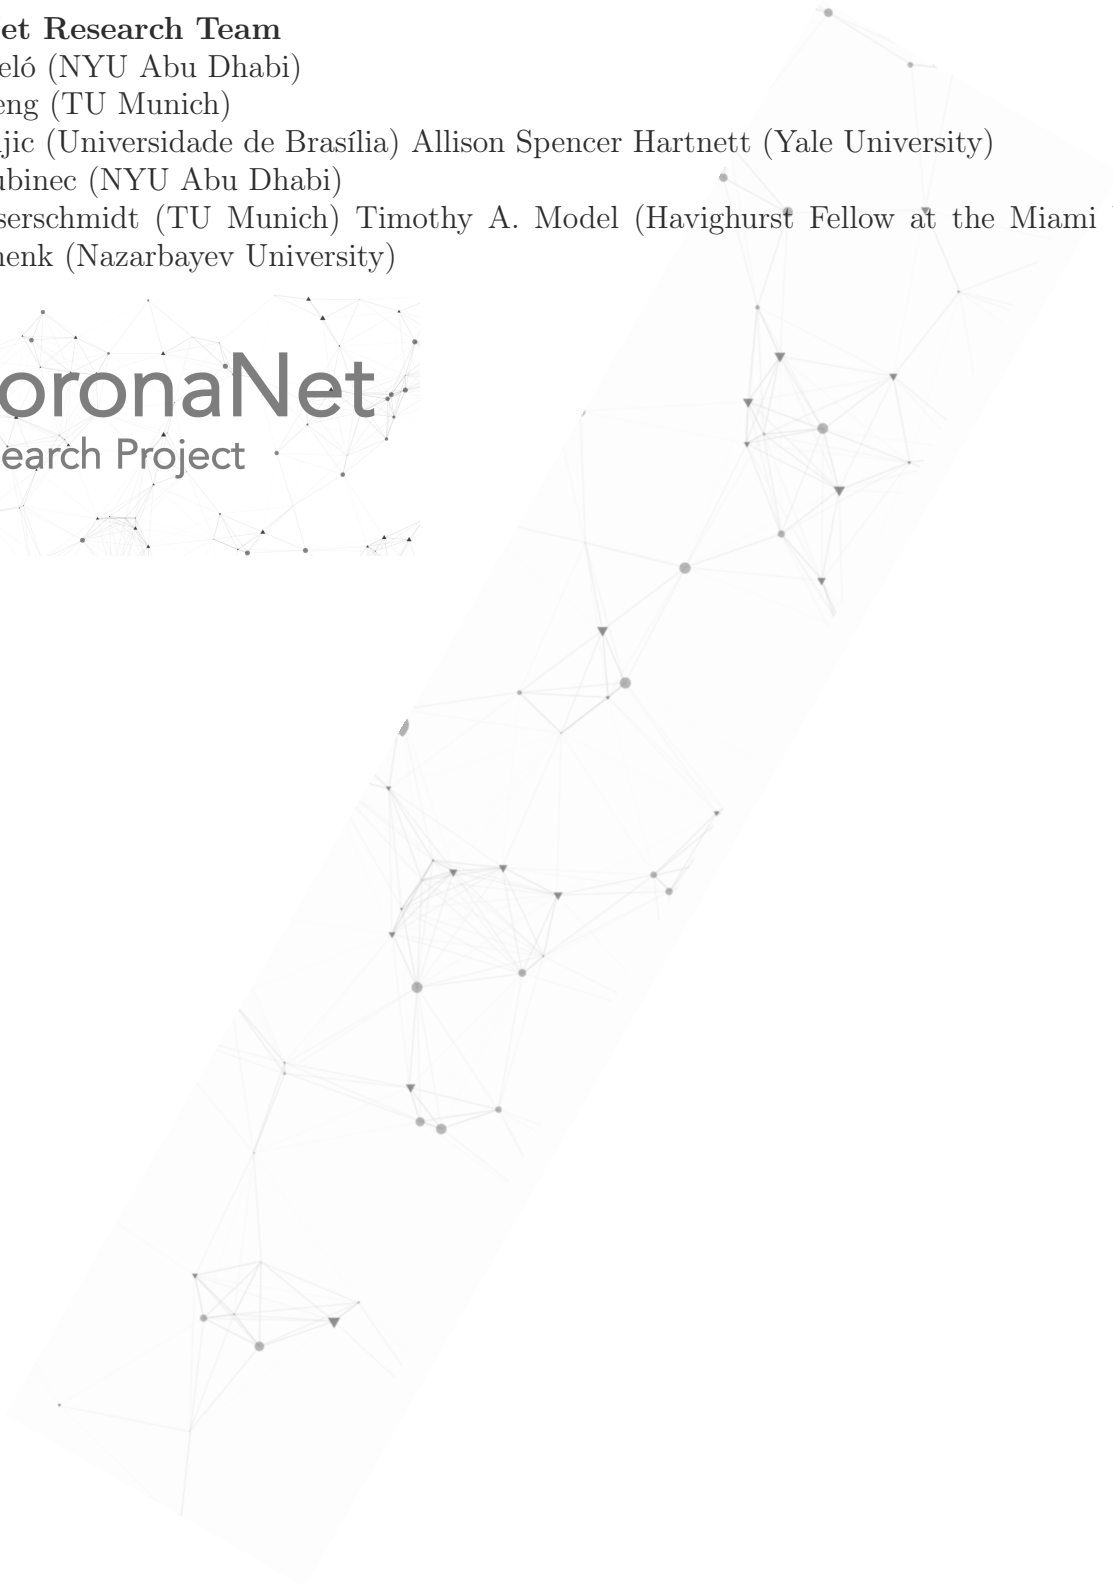 et Research Team
eló (NYU Abu Dhabi)
eng (TU Munich)
jic (Universidade de Brasília) Allison Spencer Hartnett (Yale University)
ubinec (NYU Abu Dhabi)
serschmidt (TU Munich) Timothy A. Model (Havighurst Fellow at the Miami
henk (Nazarbayev University)
oronaNet
earch Project